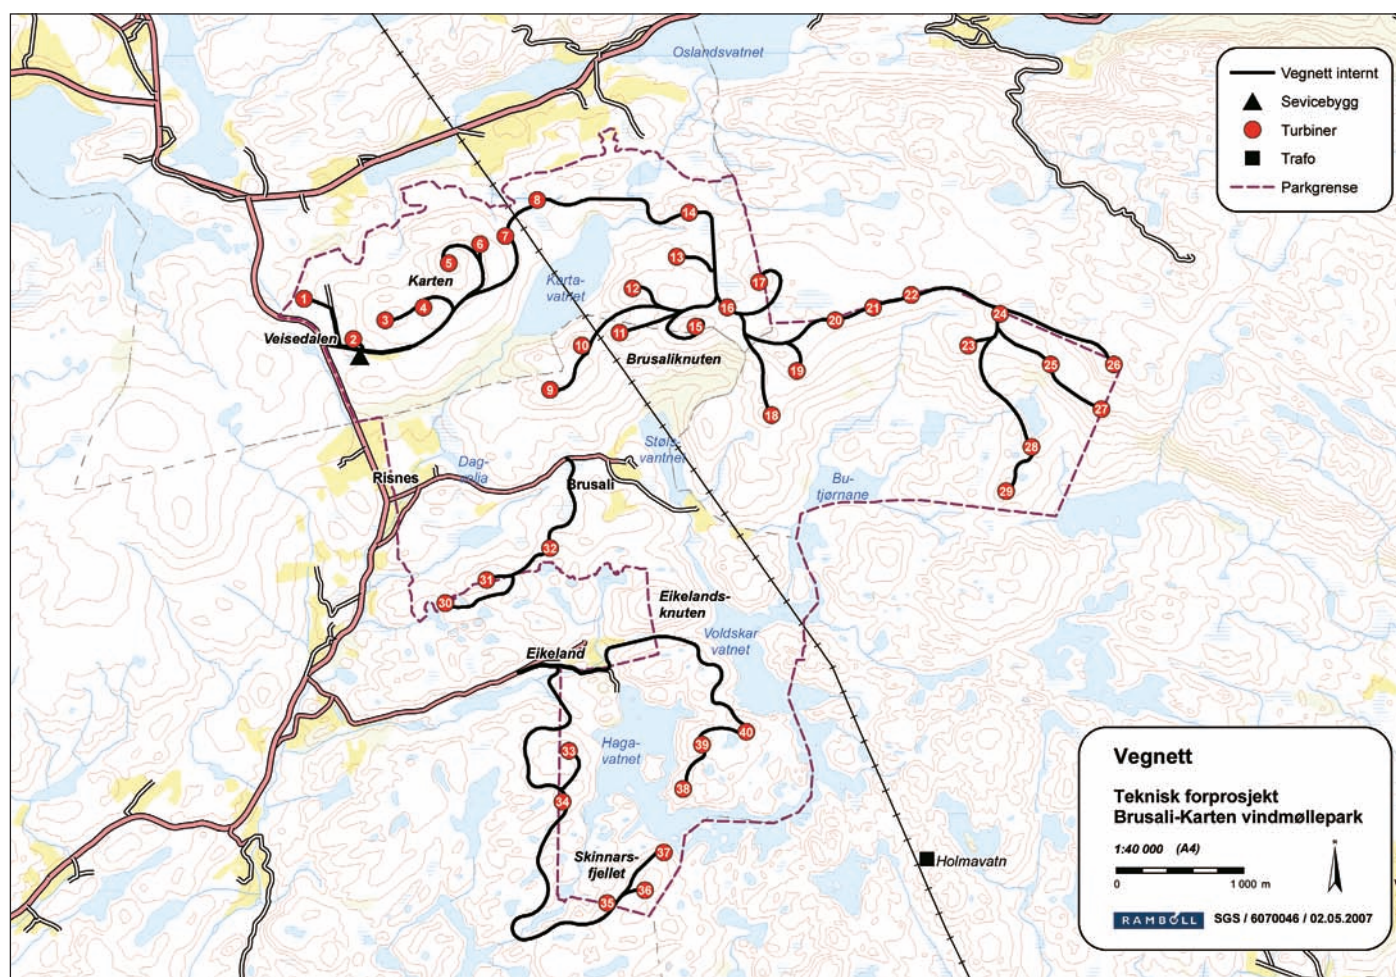 Oslandsvatnet
Vegnett internt
Sevicebygg
Turbiner
Trafo
Parkgrense
8
14
7
6
5
13
Karten
Karta-
vatnet
17
12
1
4
3
16
22
21
20
24
11
15
Veisedalen
2
10
Brusaliknuten
23
19
25
26
9
18
27
Støls-
vantnet
28
Dag-
Risnes
Brusali
Bu-
tjørnane
29
32
31
30
Eikelands-
knuten
Voldskar
vatnet
Eikeland
40
39
33
Haga-
vatnet
38
34
37
Skinnars-
fjellet
36
35
Holmavatn
Vegnett
Teknisk forprosjekt
Brusali-Karten vindmøllepark
1:40 000 (A4)
N
0 1 000 m
RAMBØLL SGS / 6070046 / 02.05.2007